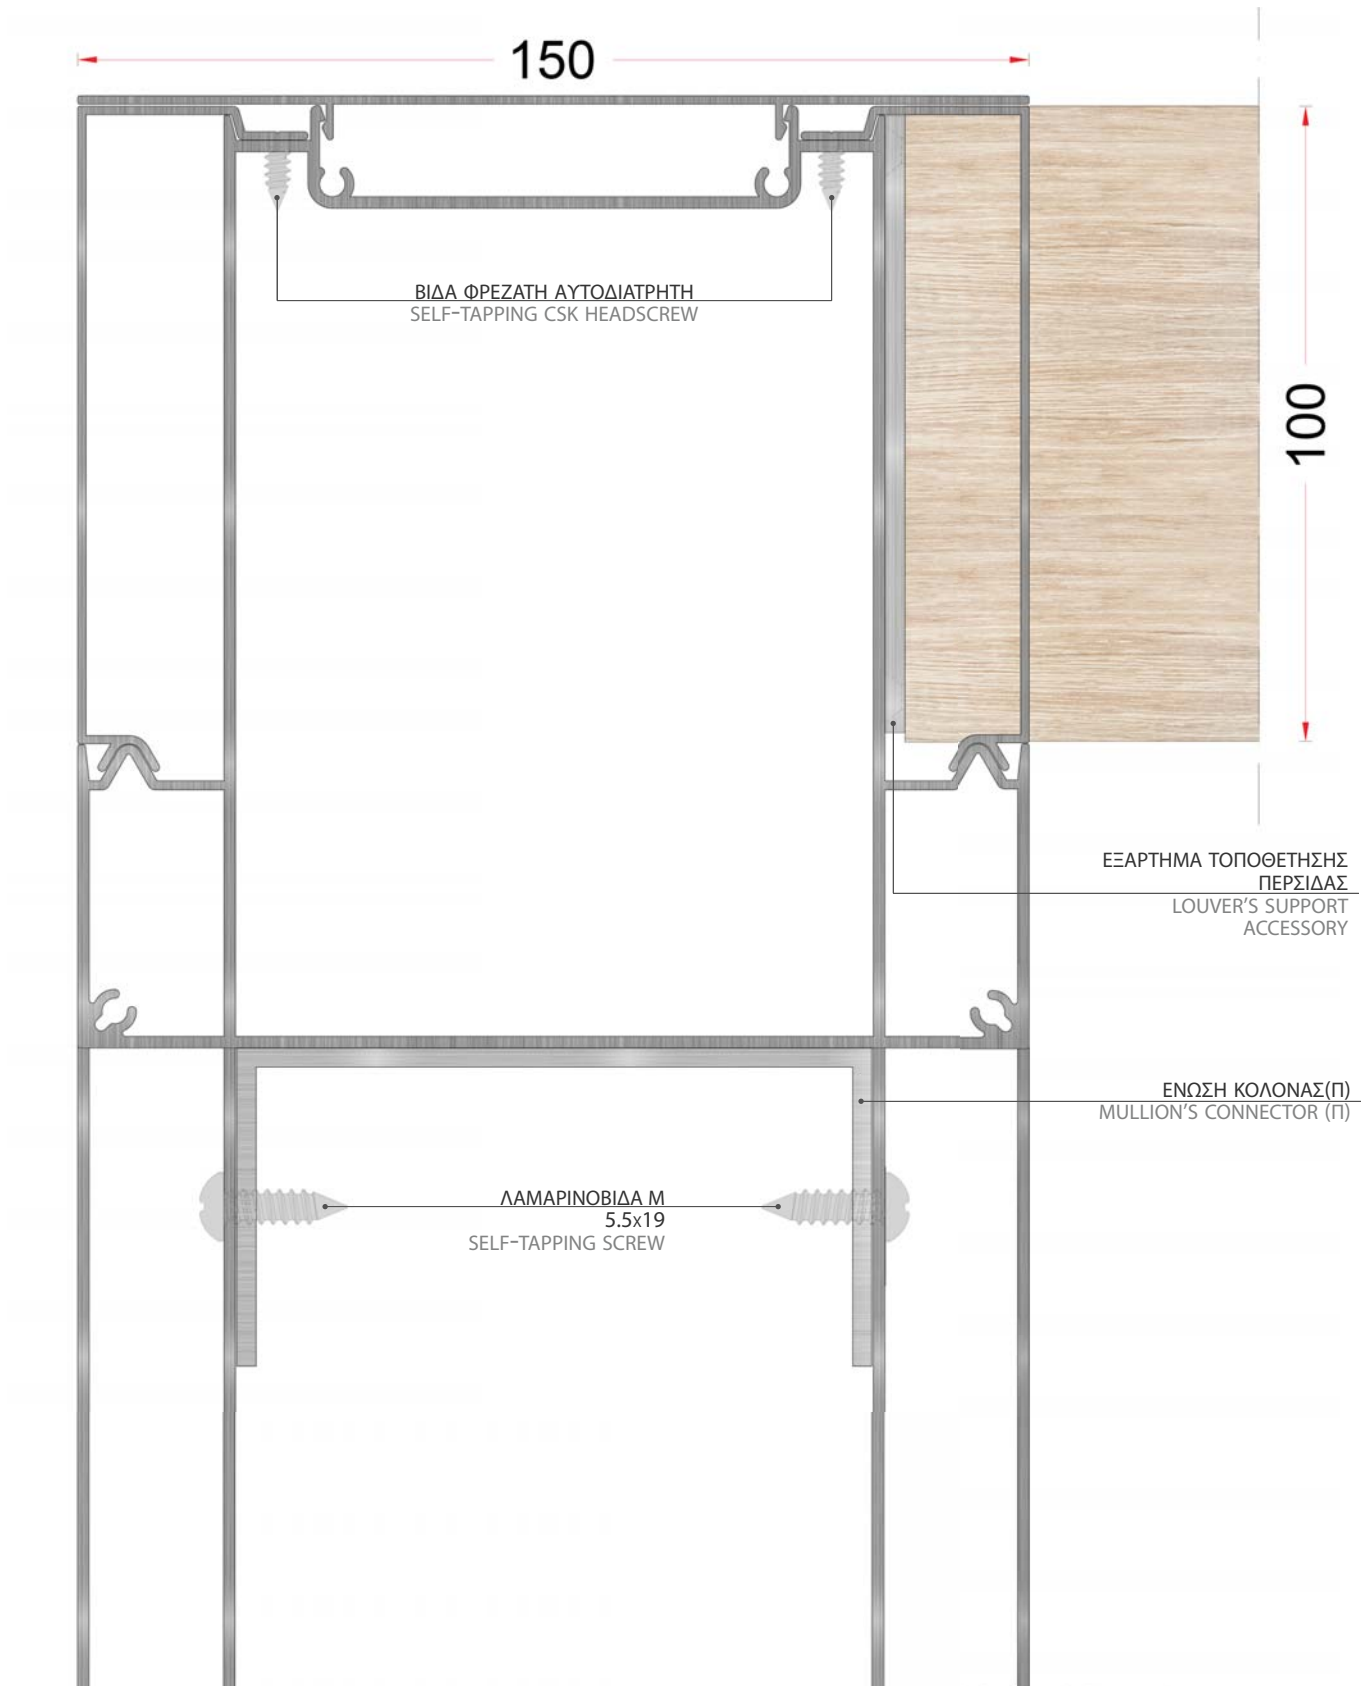 150
ΒΙΔΑ ΦΡΕΖΑΤΗ ΑΥΤΟΔΙΑΤΡΗΤΗ
SELF-TAPPING CSK HEADSCREW
100
ΕΞΑΡΤΗΜΑ ΤΟΠΟΘΕΤΗΣΗΣ
ΠΕΡΣΙΔΑΣ
LOUVER'S SUPPORT
ACCESSORY
ΕΝΩΣΗ ΚΟΛΟΝΑΣ(Π)
MULLION'S CONNECTOR (Π)
ΛΑΜΑΡΙΝΟΒΙΔΑ Μ
5.5x19
SELF-TAPPING SCREW